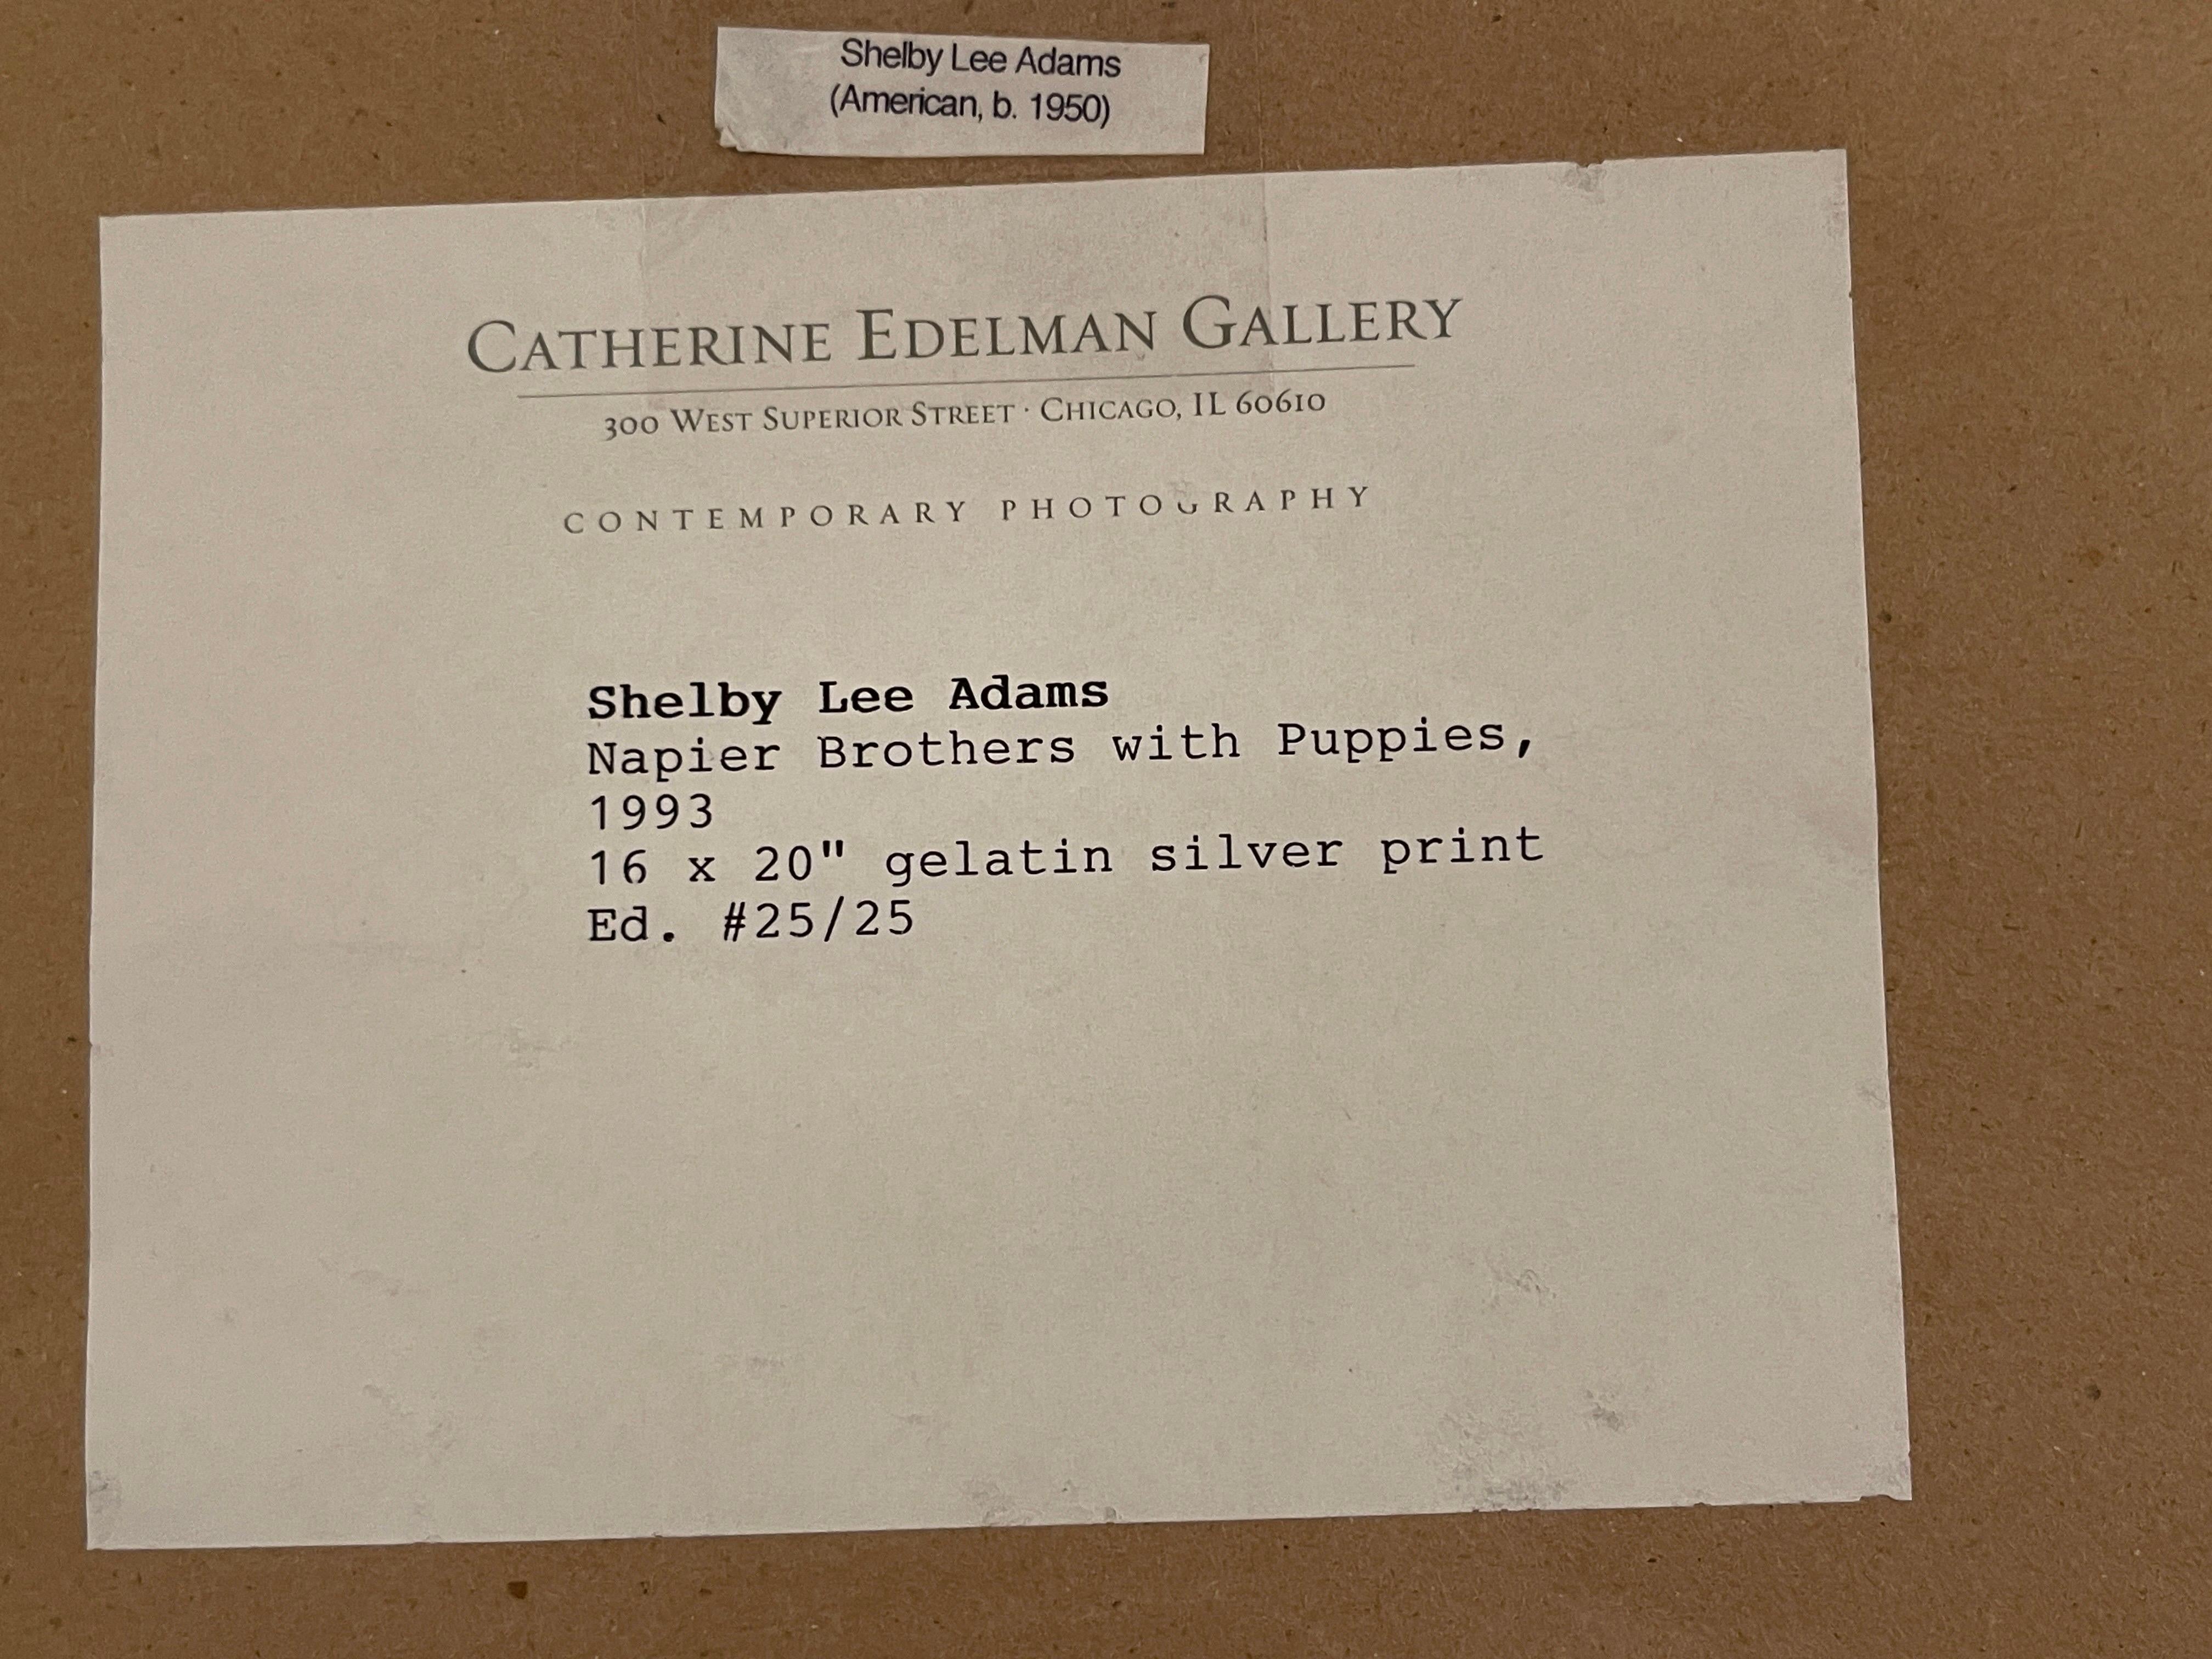 Shelby Lee Adams
(American, b. 1950)
CATHERINE EDELMAN GALLERY
300 WEST SUPERIOR STREET · CHICAGO, IL 60610
CONTEMPORARY PHOTOGRAPHY
Shelby Lee Adams
Napier Brothers with Puppies,
1993
16 x 20" gelatin silver print
Ed. #25/25